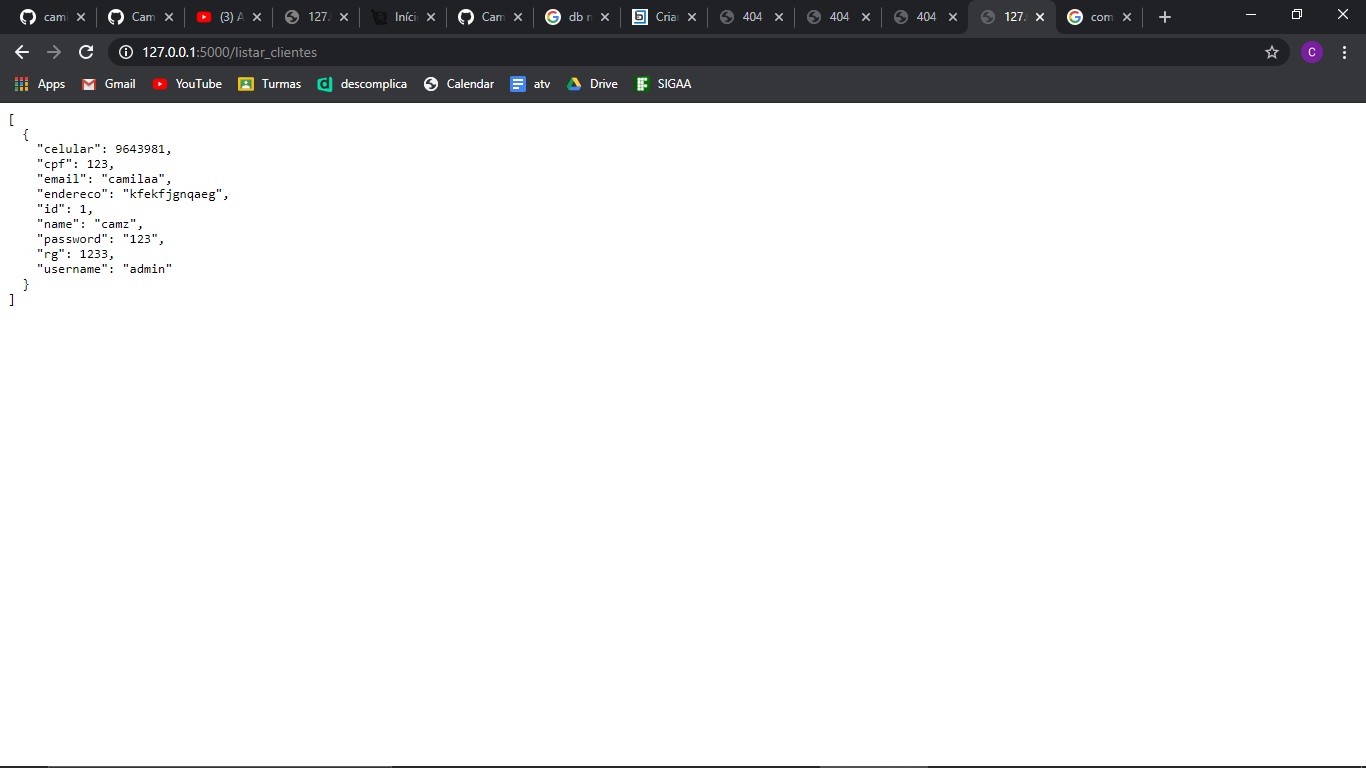 cami
Cam
(3) A
127.
Iníci
Cam
db n
Criar
404
404
404
127.
com
127.0.0.1:5000/listar_clientes
C
Apps
Gmail
YouTube
Turmas
descomplica
Calendar
atv
Drive
SIGAA
[
{
"celular": 9643981,
"cpf": 123,
"email": "camilaa",
"endereco": "kfekfjgnqaeg",
"id": 1,
"name": "camz",
"password": "123",
"rg": 1233,
"username": "admin"
}
]